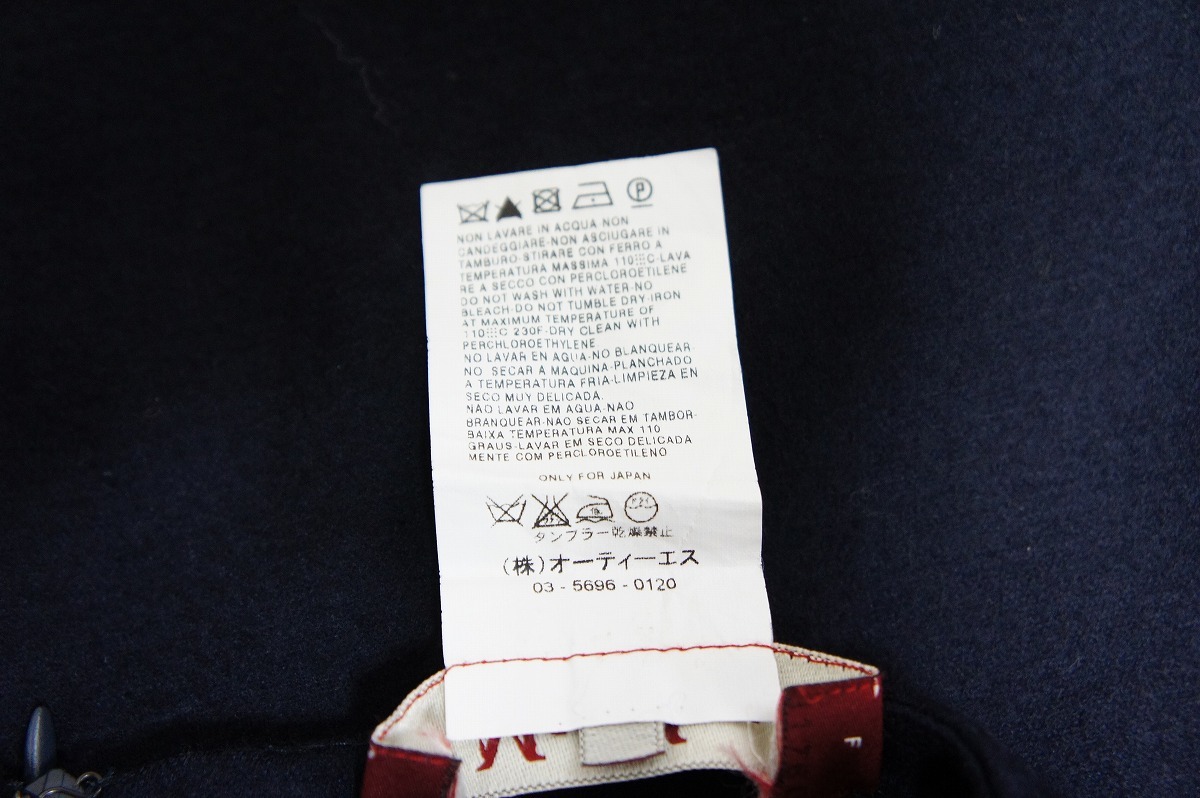 P
NON LAVARE IN ACQUA NON
CANDEGGIARE-NON ASCIUGARE IN
TAMBURO-STIRARE CON FERRO A
TEMPERATURA MASSIMA 110 C-LAVA
RE A SECCO CON PERCLOROETILENE
DO NOT WASH WITH WATER-NO
BLEACH-DO NOT TUMBLE DRY-IRON
AT MAXIMUM TEMPERATURE OF
110 C 230F-DRY CLEAN WITH
PERCHLOROETHYLENE.
NO LAVAR EN AGUA-NO BLANQUEAR-
NO SECAR A MAQUINA-PLANCHADO
A TEMPERATURA FRIA-LIMPIEZA EN
SECO MUY DELICADA.
NAO LAVAR EM AGUA-NAO
BRANQUEAR-NAO SECAR EM TAMBOR-
BAIXA TEMPERATURA MAX 110
GRAUS-LAVAR EM SECO DELICADA
MENTE COM PERCLOROETILENO
ONLY FOR JAPAN
タンブラー乾燥禁止
(株)オーティーエス
03 - 5696 - 0120
F